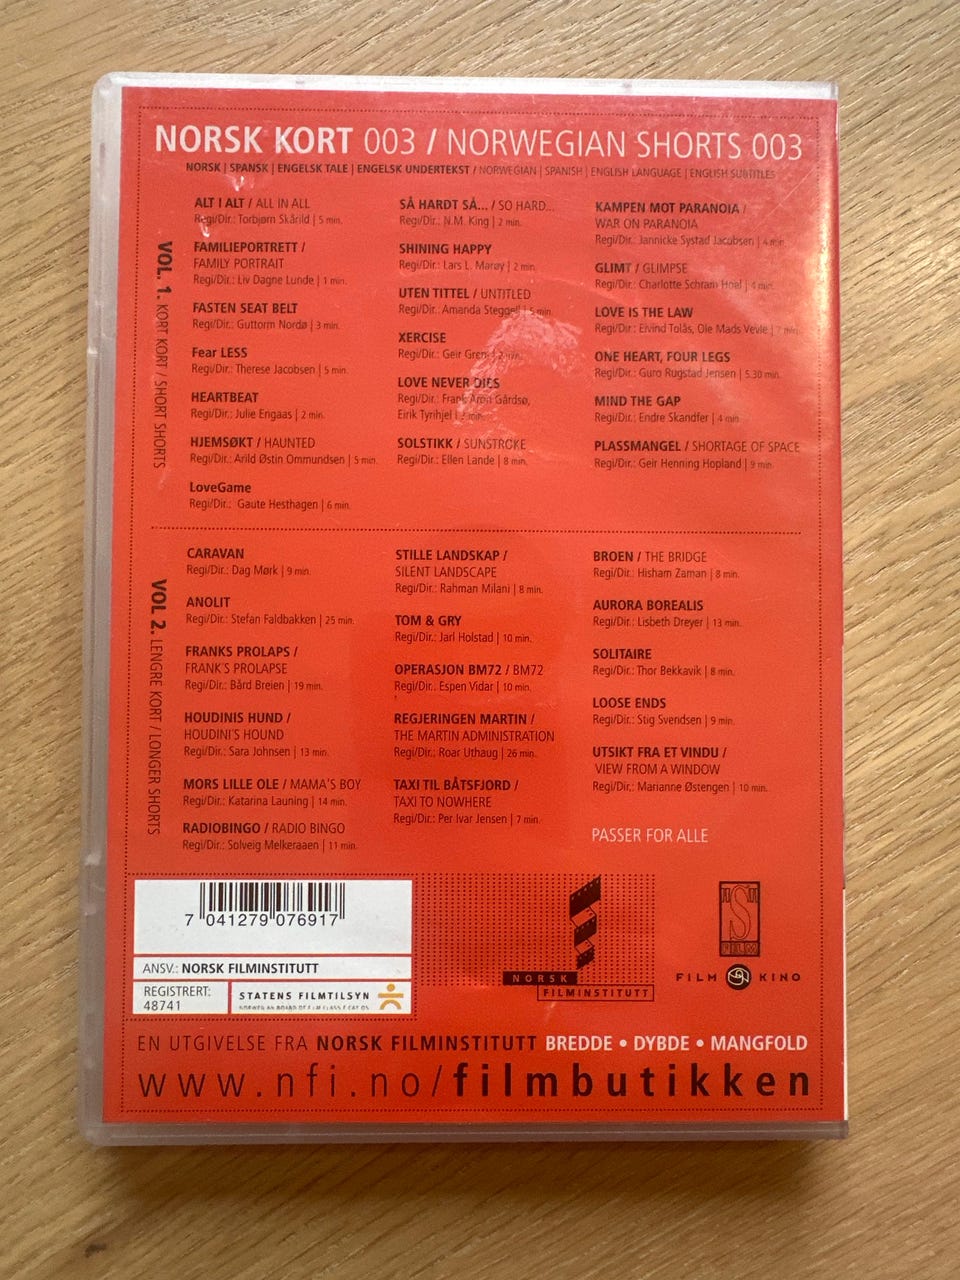 NORSK KORT 003 / NORWEGIAN SHORTS 003
NORSK | SPANSK | ENGELSK TALE | ENGELSK UNDERTEKST / NORWEGIAN | SPANISH | ENGLISH LANGUAGE | ENGLISH SUBTITLES
VOL. 1. KORT KORT / SHORT SHORTS
ALT I ALT / ALL IN ALL
Regi/Dir.: Torbjørn Skårild | 5 min.
FAMILIEPORTRETT /
FAMILY PORTRAIT
Regi/Dir.: Liv Dagne Lunde | 1 min.
FASTEN SEAT BELT
Regi/Dir.: Guttorm Nordø | 3 min.
Fear LESS
Regi/Dir.: Therese Jacobsen | 5 min.
HEARTBEAT
Regi/Dir.: Julie Engaas | 2 min.
HJEMSØKT / HAUNTED
Regi/Dir.: Arild Østin Ommundsen | 5 min.
LoveGame
Regi/Dir.: Gaute Hesthagen | 6 min.
SÅ HARDT SÅ... / SO HARD...
Regi/Dir.: N.M. King | 2 min.
SHINING HAPPY
Regi/Dir.: Lars L. Marøy | 2 min.
UTEN TITTEL / UNTITLED
Regi/Dir.: Amanda Steggell | 5 min.
XERCISE
Regi/Dir.: Geir Greni | 2 min.
LOVE NEVER DIES
Regi/Dir.: Frank Aron Gårdsø,
Eirik Tyrihjel | min.
SOLSTIKK / SUNSTROKE
Regi/Dir.: Ellen Lande | 8 min.
KAMPEN MOT PARANOIA /
WAR ON PARANOIA
Regi/Dir.: Jannicke Systad Jacobsen | 4 min.
GLIMT / GLIMPSE
Regi/Dir.: Charlotte Schram Hoel | 4 min.
LOVE IS THE LAW
Regi/Dir.: Eivind Tolås, Ole Mads Vevle | 7 min.
ONE HEART, FOUR LEGS
Regi/Dir.: Guro Rugstad Jensen | 5.30 min.
MIND THE GAP
Regi/Dir.: Endre Skandfer | 4 min.
PLASSMANGEL / SHORTAGE OF SPACE
Regi/Dir.: Geir Henning Hopland | 9 min.
VOL 2. LENGRE KORT / LONGER SHORTS
CARAVAN
Regi/Dir.: Dag Mørk | 9 min.
ANOLIT
Regi/Dir.: Stefan Faldbakken | 25 min.
FRANKS PROLAPS /
FRANK'S PROLAPSE
Regi/Dir.: Bård Breien | 19 min.
HOUDINIS HUND /
HOUDINI'S HOUND
Regi/Dir.: Sara Johnsen | 13 min.
MORS LILLE OLE / MAMA'S BOY
Regi/Dir.: Katarina Launing | 14 min.
RADIOBINGO / RADIO BINGO
Regi/Dir.: Solveig Melkeraaen | 11 min.
STILLE LANDSKAP /
SILENT LANDSCAPE
Regi/Dir.: Rahman Milani | 8 min.
TOM & GRY
Regi/Dir.: Jarl Holstad | 10 min.
OPERASJON BM72 / BM72
Regi/Dir.. Espen Vidar | 10 min.
REGJERINGEN MARTIN /
THE MARTIN ADMINISTRATION
Regi/Dir.: Roar Uthaug | 26 min.
TAXI TIL BÅTSFJORD /
TAXI TO NOWHERE
Regi/Dir.: Per Ivar Jensen | 7 min.
BROEN / THE BRIDGE
Regi/Dir.: Hisham Zaman | 8 min.
AURORA BOREALIS
Regi/Dir.: Lisbeth Dreyer | 13 min.
SOLITAIRE
Regi/Dir.: Thor Bekkavik | 8 min.
LOOSE ENDS
Regi/Dir.: Stig Svendsen | 9 min.
UTSIKT FRA ET VINDU /
VIEW FROM A WINDOW
Regi/Dir.: Marianne Østengen | 10 min.
PASSER FOR ALLE
7 041279 076917
ANSV.: NORSK FILMINSTITUTT
REGISTRERT:
48741
STATENS FILMTILSYN
NORWEGIAN BOARD OF FILM CLASSIFICATION
NORSK
FILMINSTITUTT
FILM KINO
EN UTGIVELSE FRA NORSK FILMINSTITUTT BREDDE • DYBDE • MANGFOLD
www.nfi.no/filmbutikken